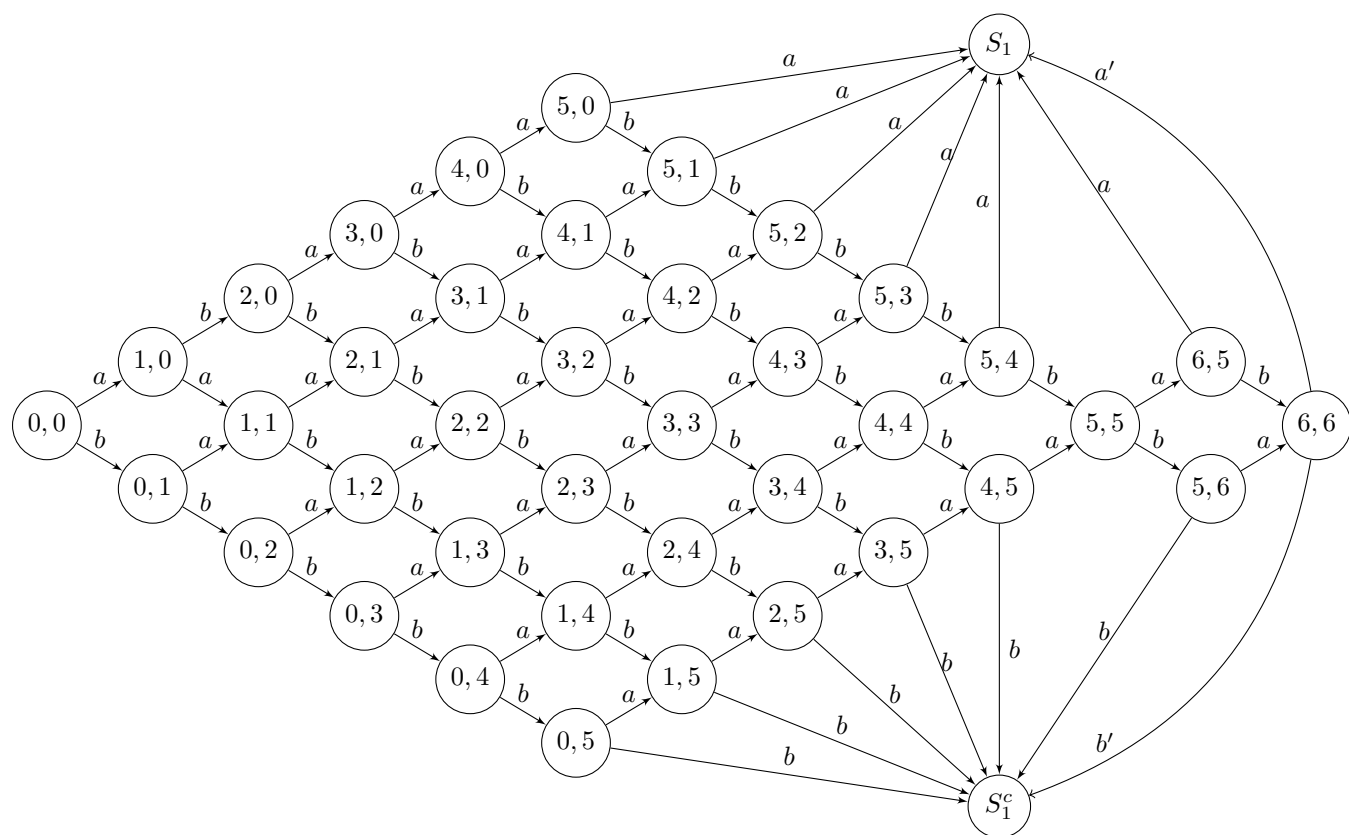 S₁
a a′
a
5, 0
a b a
a
4, 0 5, 1
a b a b a
a
3, 0 4, 1 5, 2
a b a b a b
2, 0 3, 1 4, 2 5, 3
b b a b a b a b
1, 0 2, 1 3, 2 4, 3 5, 4 6, 5
a a a b a b a b a b a b
0, 0 1, 1 2, 2 3, 3 4, 4 5, 5 6, 6
b a b a b a b a b a b a
0, 1 1, 2 2, 3 3, 4 4, 5 5, 6
b a b a b a b a
0, 2 1, 3 2, 4 3, 5
b a b a b a
0, 3 1, 4 2, 5
b a b a b
b b
0, 4 1, 5
b a b
b
0, 5 b′
b
S₁ᶜ